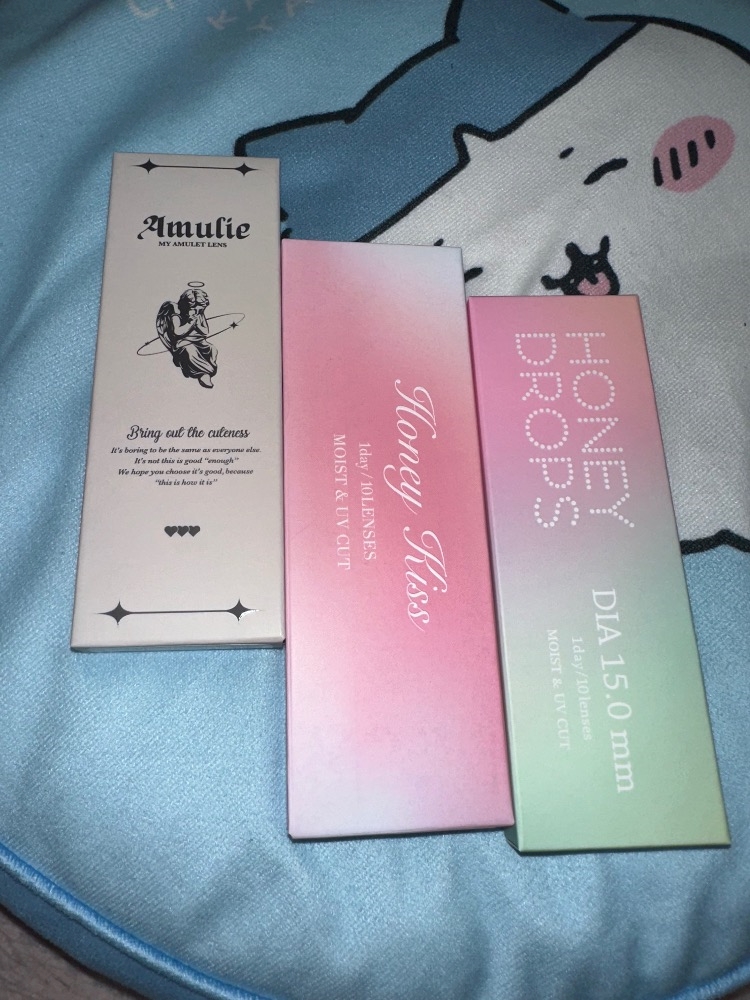 Amulie
MY AMULET LENS
Bring out the cuteness
It's boring to be the same as everyone else.
It's not this is good "enough"
We hope you choose it's good, because
"this is how it is"
Honey Kiss
1day/10LENSES
MOIST & UV CUT
HONEY
DROPS
DIA 15.0 mm
1day/10lenses
MOIST & UV CUT